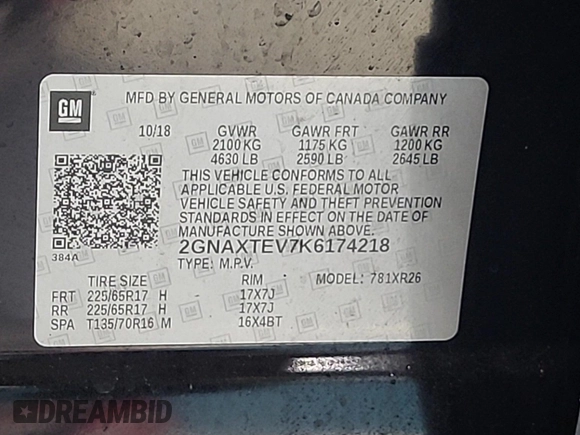 GM
MFD BY GENERAL MOTORS OF CANADA COMPANY
10/18 GVWR GAWR FRT GAWR RR
2100 KG 1175 KG 1200 KG
4630 LB 2590 LB 2645 LB
THIS VEHICLE CONFORMS TO ALL
APPLICABLE U.S. FEDERAL MOTOR
VEHICLE SAFETY AND THEFT PREVENTION
STANDARDS IN EFFECT ON THE DATE OF
MANUFACTURE SHOWN ABOVE.
384A 2GNAXTEV7K6174218
TYPE: M.P.V. MODEL: 781XR26
TIRE SIZE RIM
FRT 225/65R17 H 17X7J
RR 225/65R17 H 17X7J
SPA T135/70R16 M 16X4BT
DREAMBID